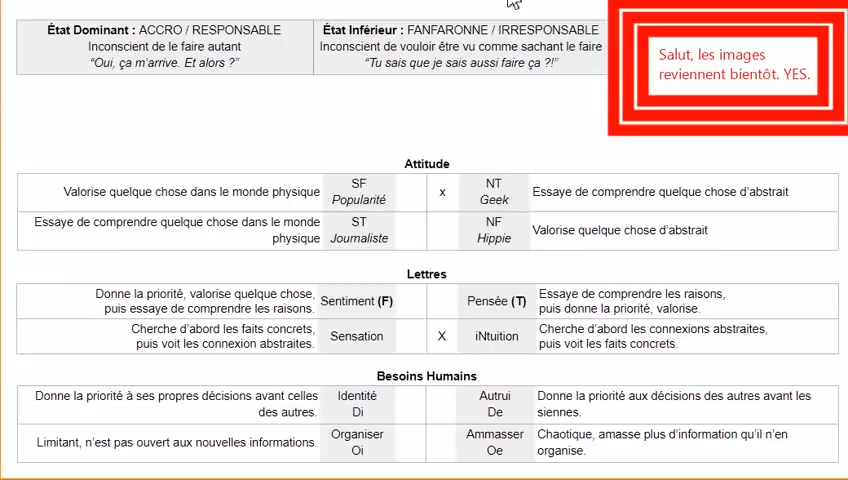 État Dominant : ACCRO / RESPONSABLE
Inconscient de le faire autant
“Oui, ça m’arrive. Et alors ?”
État Inférieur : FANFARONNE / IRRESPONSABLE
Inconscient de vouloir être vu comme sachant le faire
“Tu sais que je sais aussi faire ça ?!”
Salut, les images
reviennent bientôt. YES.
Attitude
Valorise quelque chose dans le monde physique
SF
Popularité
x
NT
Geek
Essaye de comprendre quelque chose d’abstrait
Essaye de comprendre quelque chose dans le monde
physique
ST
Journaliste
NF
Hippie
Valorise quelque chose d’abstrait
Lettres
Donne la priorité, valorise quelque chose,
puis essaye de comprendre les raisons.
Sentiment (F)
Pensée (T)
Essaye de comprendre les raisons,
puis donne la priorité, valorise.
Cherche d’abord les faits concrets,
puis voit les connexion abstraites.
Sensation
X
iNtuition
Cherche d’abord les connexions abstraites,
puis voit les faits concrets.
Besoins Humains
Donne la priorité à ses propres décisions avant celles
des autres.
Identité
Di
Autrui
De
Donne la priorité aux décisions des autres avant les
siennes.
Limitant, n’est pas ouvert aux nouvelles informations.
Organiser
Oi
Ammasser
Oe
Chaotique, amasse plus d’information qu’il n’en
organise.